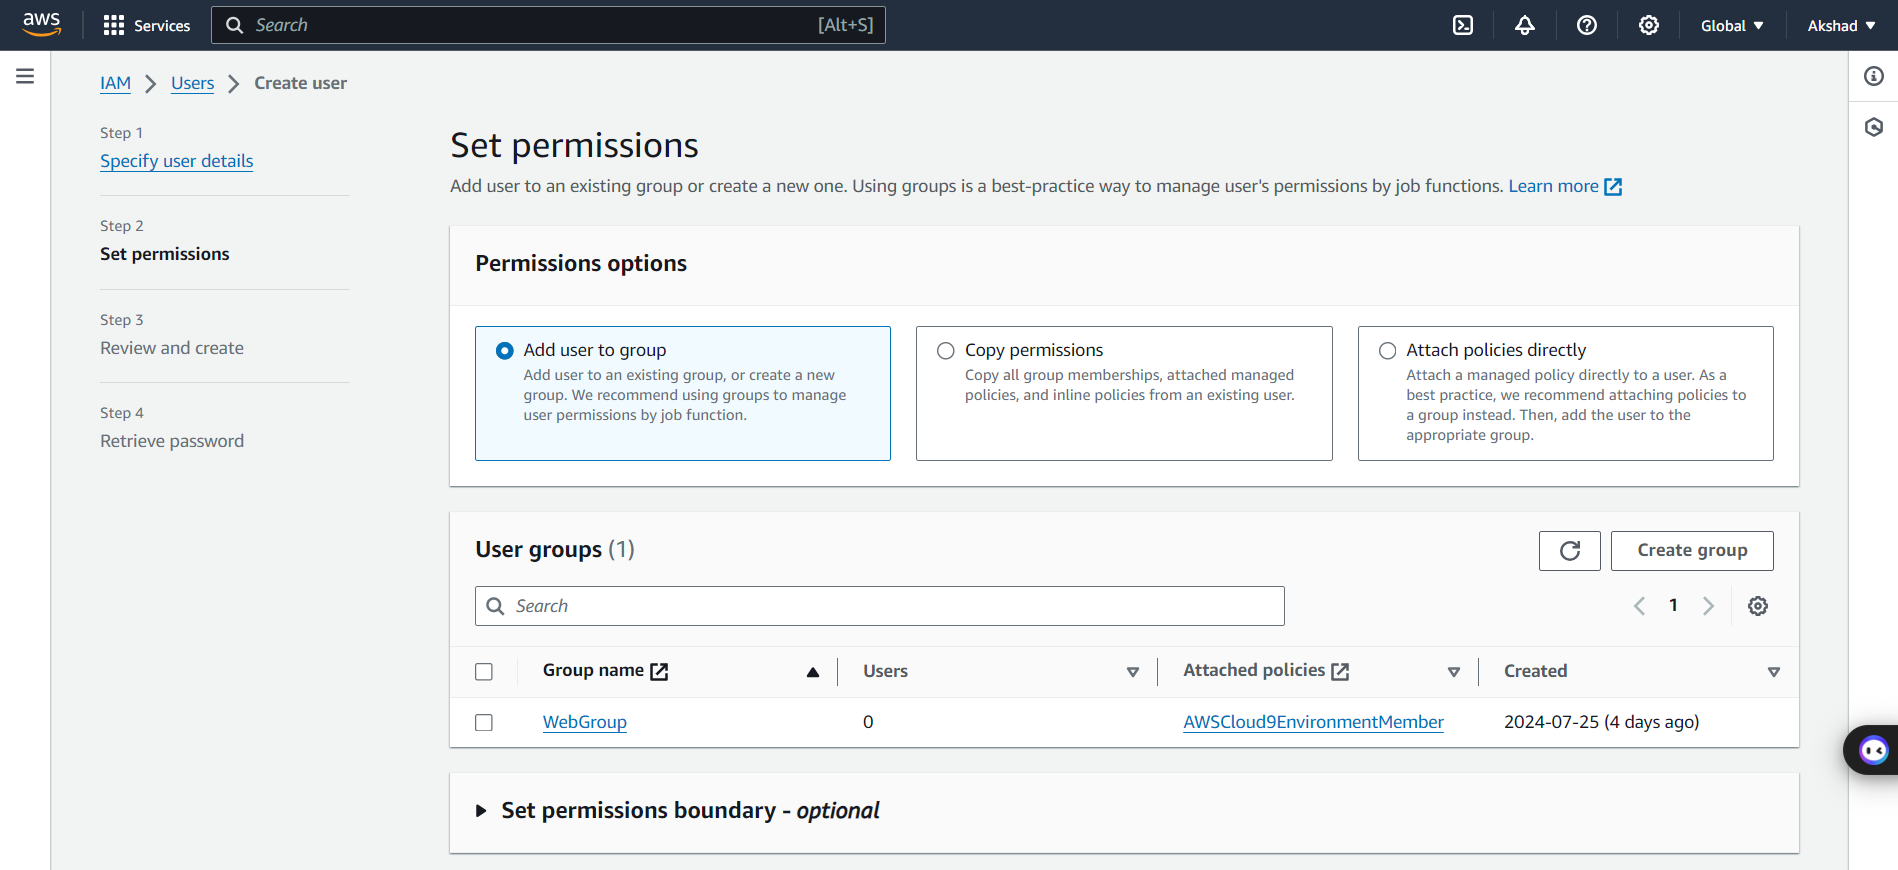 aws
Services
Search
[Alt+S]
Global
Akshad
IAM
Users
Create user
Step 1
Specify user details
Step 2
Set permissions
Step 3
Review and create
Step 4
Retrieve password
Set permissions
Add user to an existing group or create a new one. Using groups is a best-practice way to manage user's permissions by job functions. Learn more
Permissions options
Add user to group
Add user to an existing group, or create a new
group. We recommend using groups to manage
user permissions by job function.
Copy permissions
Copy all group memberships, attached managed
policies, and inline policies from an existing user.
Attach policies directly
Attach a managed policy directly to a user. As a
best practice, we recommend attaching policies to
a group instead. Then, add the user to the
appropriate group.
User groups (1)
Create group
Search
1
Group name
Users
Attached policies
Created
WebGroup
0
AWSCloud9EnvironmentMember
2024-07-25 (4 days ago)
Set permissions boundary - optional